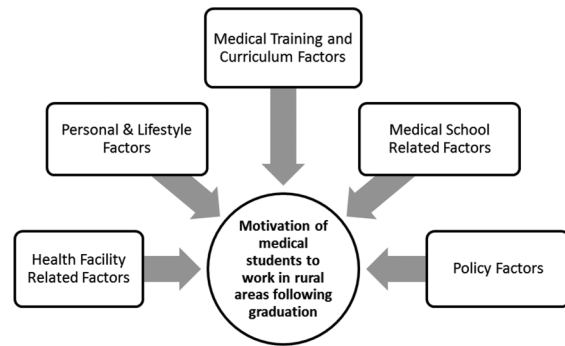 Medical Training and
Curriculum Factors
Personal & Lifestyle
Factors
Medical School
Related Factors
Health Facility
Related Factors
Motivation of
medical
students to
work in rural
areas following
graduation
Policy Factors